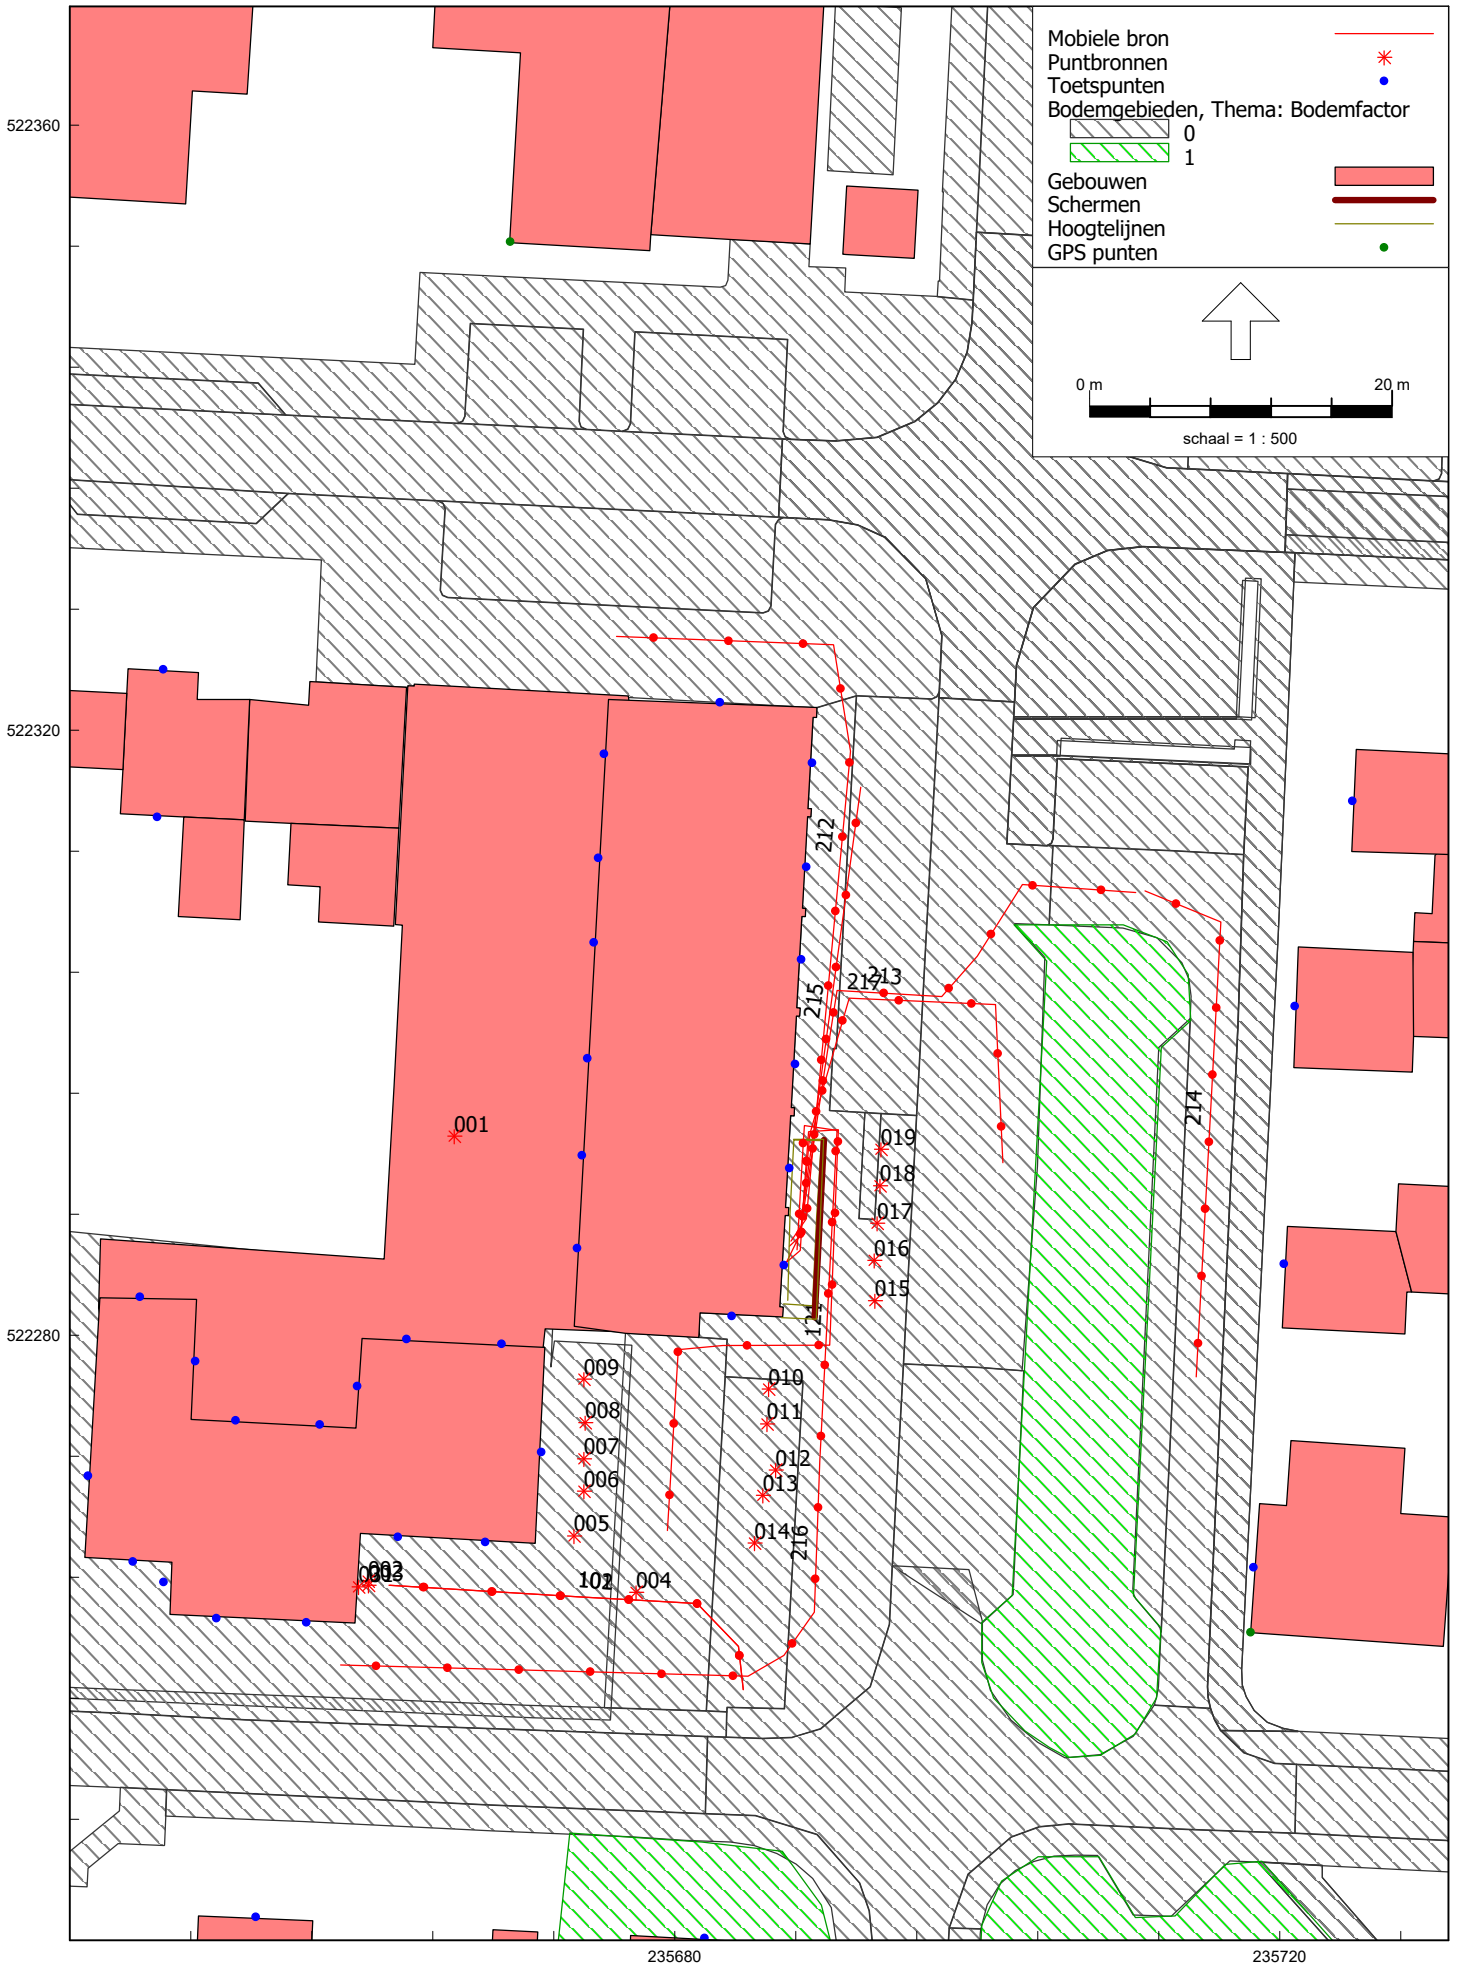 Mobiele bron
Puntbronnen
Toetspunten
Bodemgebieden, Thema: Bodemfactor
0
1
Gebouwen
Schermen
Hoogtelijnen
GPS punten
0 m
20 m
schaal = 1 : 500
522360
522320
522280
235680
235720
212
213
217
215
214
001
019
018
017
016
015
121
009
010
008
011
007
012
006
013
005
014
216
004